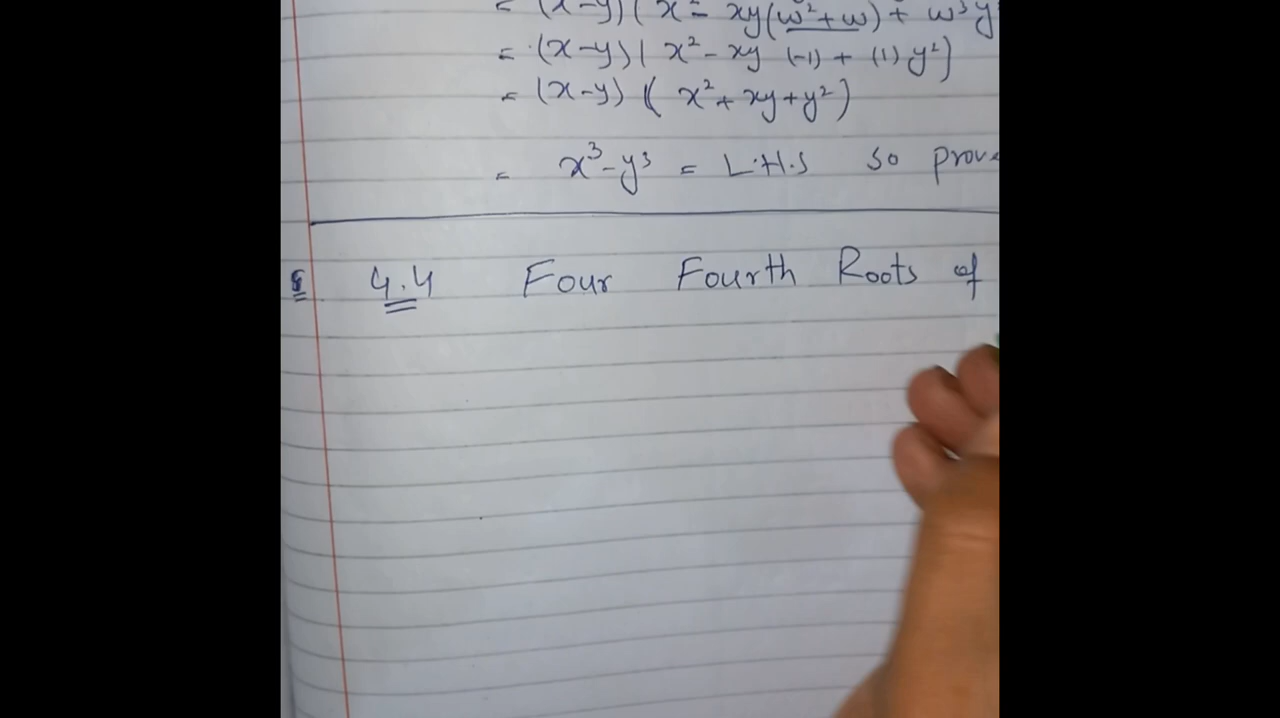 = (x-y)( x² - xy(ω²+ω) + ω³y²
= (x-y)( x² - xy (-1) + (1) y²)
= (x-y) ( x² + xy + y²)
= x³-y³ = L.H.S so prove
4.4 Four Fourth Roots of